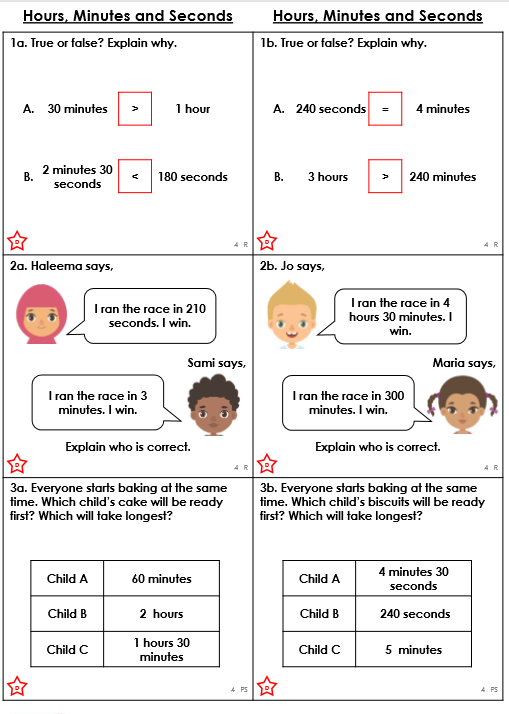 Hours, Minutes and Seconds
Hours, Minutes and Seconds
1a. True or false? Explain why.
A. 30 minutes > 1 hour
B. 2 minutes 30
seconds < 180 seconds
D
4 R
1b. True or false? Explain why.
A. 240 seconds = 4 minutes
B. 3 hours > 240 minutes
D
4 R
2a. Haleema says,
I ran the race in 210
seconds. I win.
Sami says,
I ran the race in 3
minutes. I win.
Explain who is correct.
D
4 R
2b. Jo says,
I ran the race in 4
hours 30 minutes. I
win.
Maria says,
I ran the race in 300
minutes. I win.
Explain who is correct.
D
4 R
3a. Everyone starts baking at the same
time. Which child's cake will be ready
first? Which will take longest?
Child A 60 minutes
Child B 2 hours
Child C 1 hours 30
minutes
D
4 PS
3b. Everyone starts baking at the same
time. Which child's biscuits will be ready
first? Which will take longest?
Child A 4 minutes 30
seconds
Child B 240 seconds
Child C 5 minutes
D
4 PS